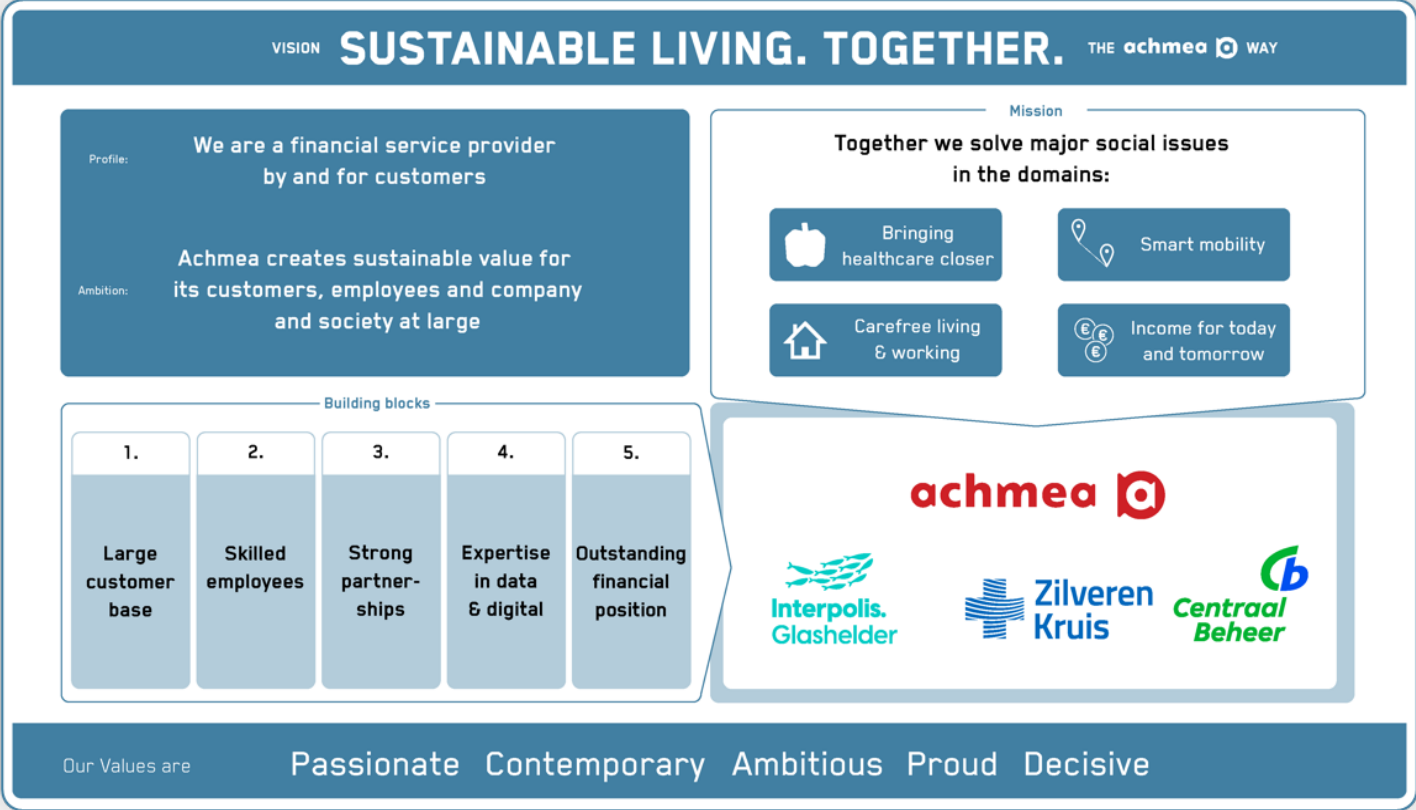 VISION SUSTAINABLE LIVING. TOGETHER. THE achmea WAY
Profile:
We are a financial service provider
by and for customers
Ambition:
Achmea creates sustainable value for
its customers, employees and company
and society at large
Mission
Together we solve major social issues
in the domains:
Bringing
healthcare closer
Smart mobility
Carefree living
& working
Income for today
and tomorrow
Building blocks
1.
Large
customer
base
2.
Skilled
employees
3.
Strong
partner-
ships
4.
Expertise
in data
& digital
5.
Outstanding
financial
position
achmea
Interpolis.
Glashelder
Zilveren
Kruis
Cb
Centraal
Beheer
Our Values are
Passionate Contemporary Ambitious Proud Decisive